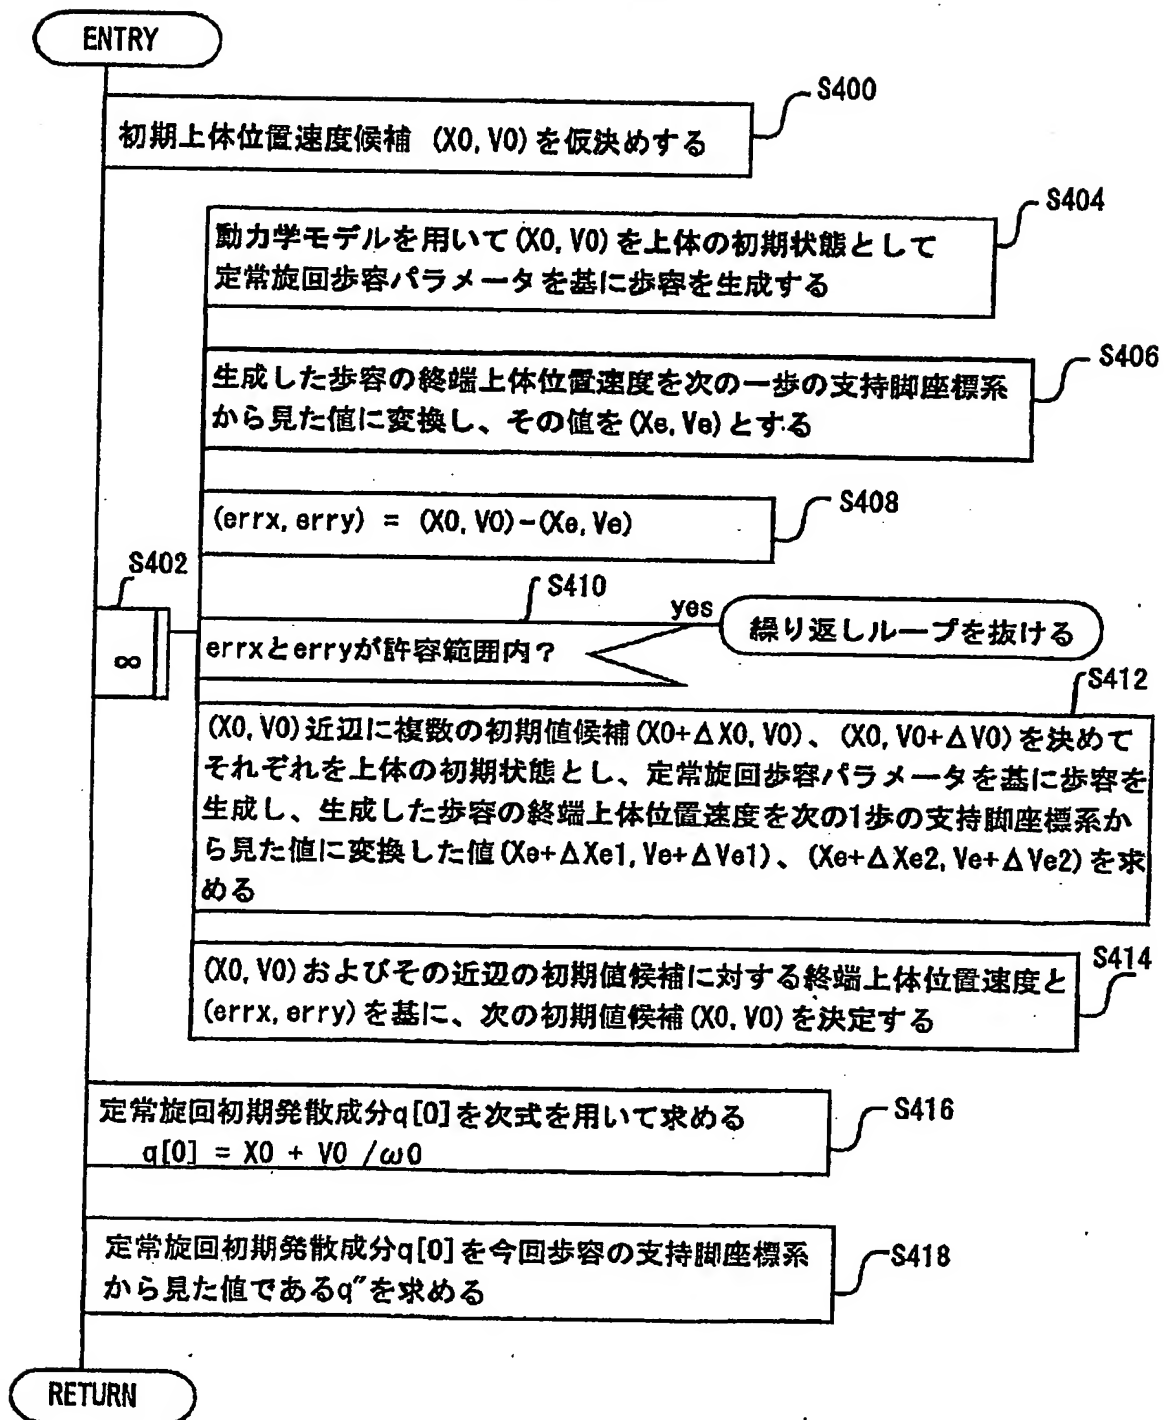 ENTRY
S400
初期上体位置速度候補 (X0, V0)を仮決めする
S404
動力学モデルを用いて(X0, V0)を上体の初期状態として
定常旋回歩容パラメータを基に歩容を生成する
S406
生成した歩容の終端上体位置速度を次の一歩の支持脚座標系
から見た値に変換し、その値を(Xe, Ve)とする
S408
(errx, erry) = (X0, V0)-(Xe, Ve)
S402
∞
S410
errxとerryが許容範囲内?
yes
繰り返しループを抜ける
S412
(X0, V0)近辺に複数の初期値候補(X0+ΔX0, V0)、(X0, V0+ΔV0)を決めて
それぞれを上体の初期状態とし、定常旋回歩容パラメータを基に歩容を
生成し、生成した歩容の終端上体位置速度を次の1歩の支持脚座標系か
ら見た値に変換した値(Xe+ΔXe1, Ve+ΔVe1)、(Xe+ΔXe2, Ve+ΔVe2)を求
める
S414
(X0, V0)およびその近辺の初期値候補に対する終端上体位置速度と
(errx, erry)を基に、次の初期値候補(X0, V0)を決定する
S416
定常旋回初期発散成分q[0]を次式を用いて求める
q[0] = X0 + V0 /ω0
S418
定常旋回初期発散成分q[0]を今回歩容の支持脚座標系
から見た値であるq″を求める
RETURN